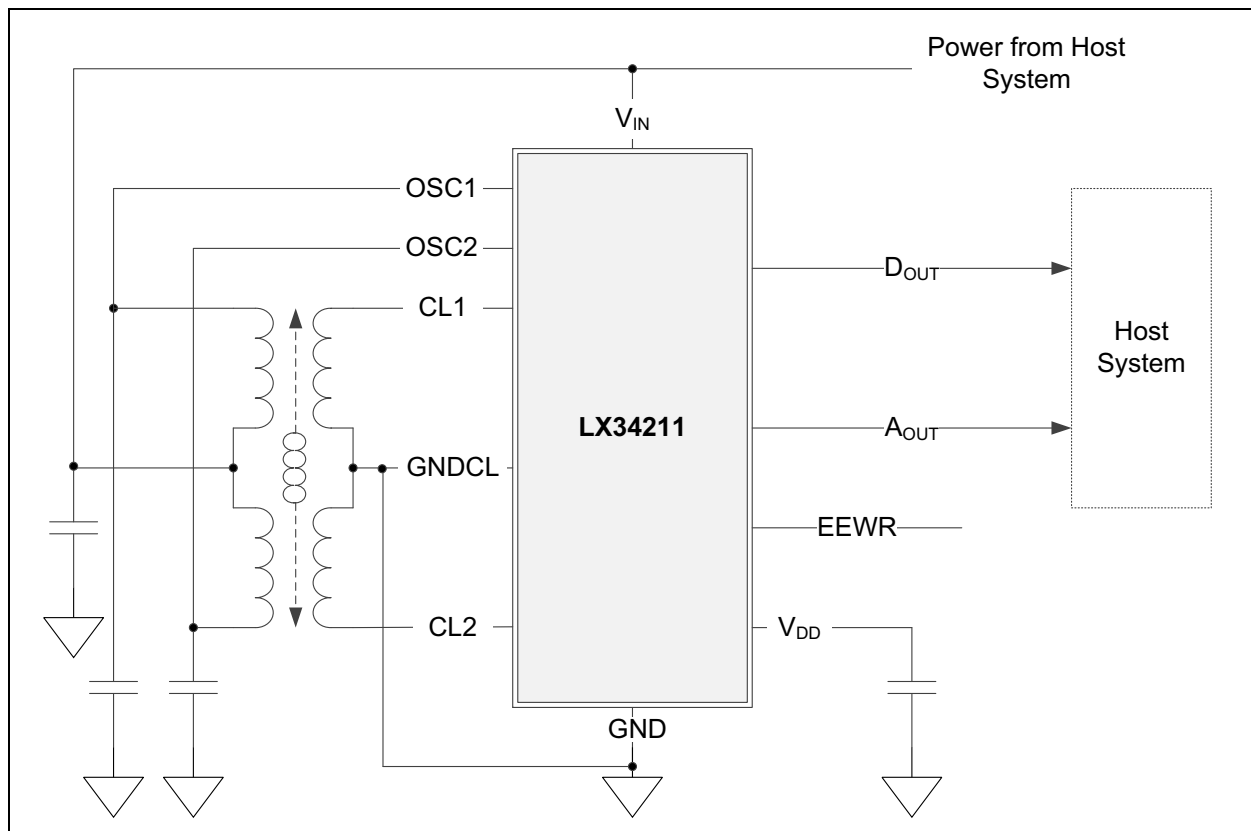 Power from Host
System
VIN
OSC1
OSC2
CL1
GNDCL
CL2
LX34211
DOUT
AOUT
EEWR
VDD
GND
Host
System